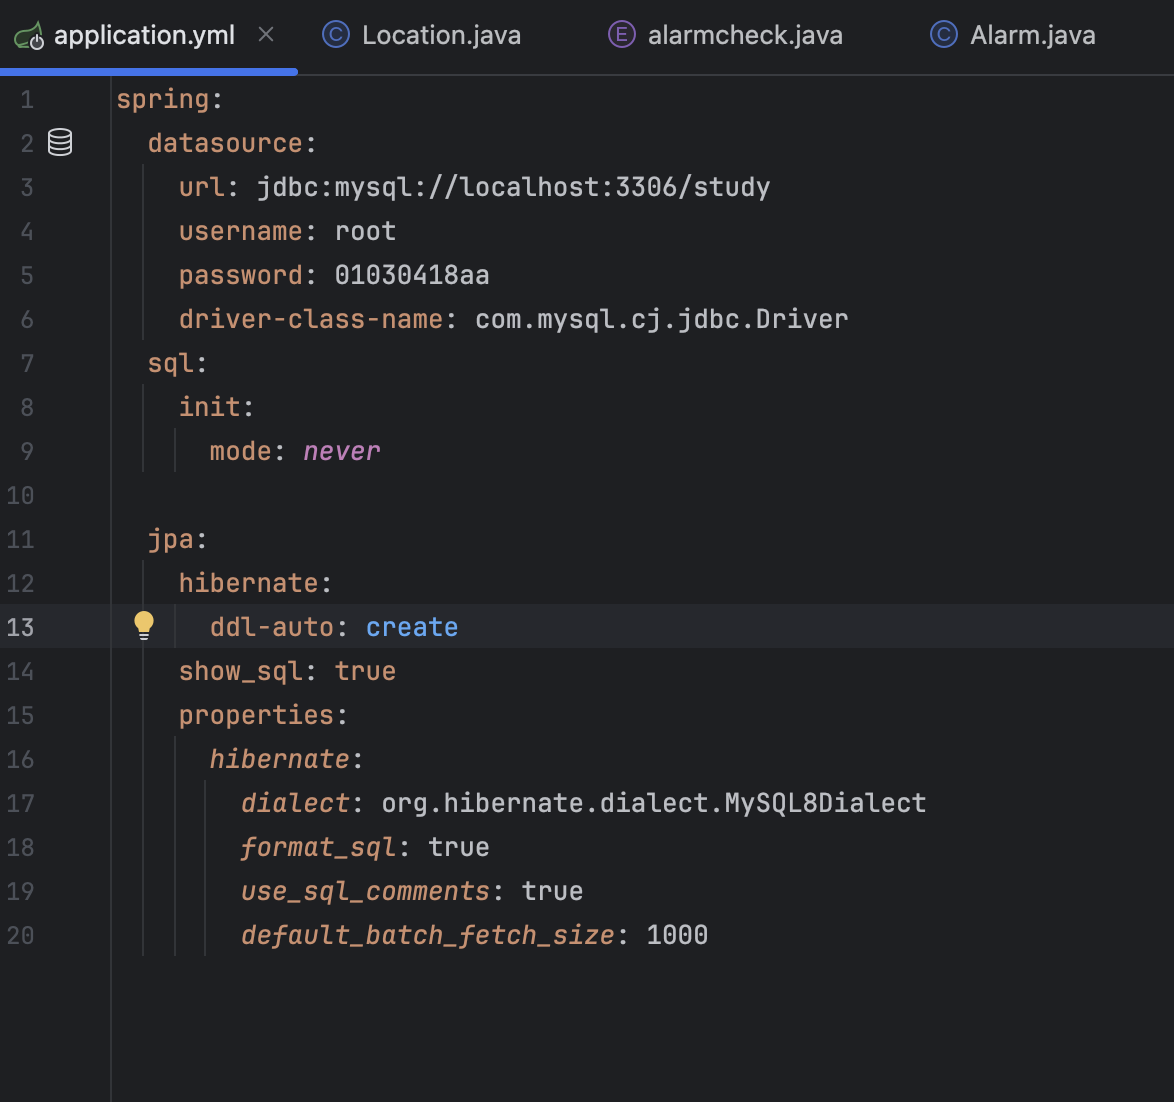 application.yml
Location.java
alarmcheck.java
Alarm.java
1 spring:
2 datasource:
3 url: jdbc:mysql://localhost:3306/study
4 username: root
5 password: 01030418aa
6 driver-class-name: com.mysql.cj.jdbc.Driver
7 sql:
8 init:
9 mode: never
10
11 jpa:
12 hibernate:
13 ddl-auto: create
14 show_sql: true
15 properties:
16 hibernate:
17 dialect: org.hibernate.dialect.MySQL8Dialect
18 format_sql: true
19 use_sql_comments: true
20 default_batch_fetch_size: 1000